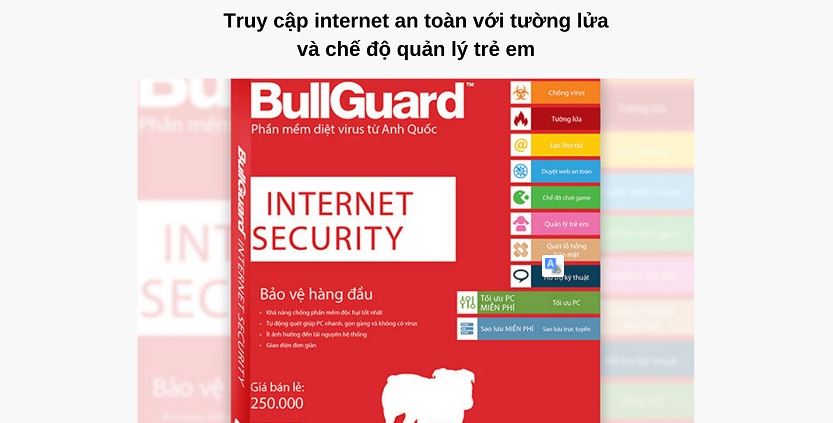 Truy cập internet an toàn với tường lửa
và chế độ quản lý trẻ em
BullGuard™
Phần mềm diệt virus từ Anh Quốc
INTERNET
SECURITY
BullGuard INTERNET SECURITY
Chống virus
Tường lửa
@
Lọc thư rác
Duyệt web an toàn
Chế độ chơi game
Quản lý trẻ em
Quét lỗ hổng
mật
kỹ thuật
Tối ưu PC
MIỄN PHÍ
Tối ưu PC
Sao lưu MIỄN PHÍ
Sao lưu trực tuyến
Bảo vệ hàng đầu
• Khả năng chống phần mềm độc hại tốt nhất
• Tự động quét giúp PC nhanh, gọn gàng và không có virus
• Ít ảnh hưởng đến tài nguyên hệ thống
• Giao diện đơn giản
Giá bán lẻ:
250.000